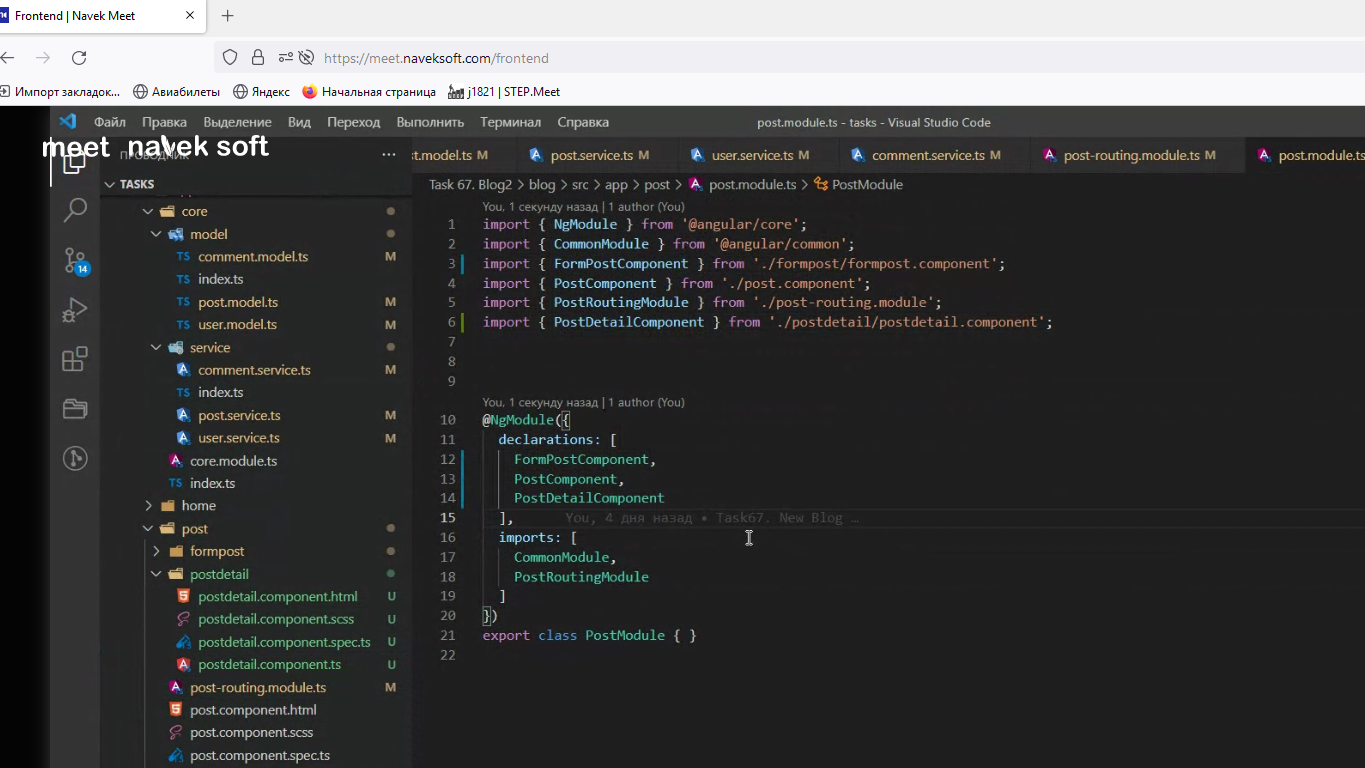 Frontend | Navek Meet
https://meet.naveksoft.com/frontend
Импорт закладок... Авиабилеты Яндекс Начальная страница j1821 | STEP.Meet
Файл Правка Выделение Вид Переход Выполнить Терминал Справка post.module.ts - tasks - Visual Studio Code
meet navek soft
ПРОВОДНИК
t.model.ts M post.service.ts M user.service.ts M comment.service.ts M post-routing.module.ts M post.module.ts
TASKS
Task 67. Blog2 > blog > src > app > post > post.module.ts > PostModule
core
model
TS comment.model.ts M
TS index.ts
TS post.model.ts M
TS user.model.ts M
service
comment.service.ts M
TS index.ts
post.service.ts M
user.service.ts M
core.module.ts
TS index.ts
home
post
formpost
postdetail
postdetail.component.html U
postdetail.component.scss U
postdetail.component.spec.ts U
postdetail.component.ts U
post-routing.module.ts M
post.component.html
post.component.scss
post.component.spec.ts
14
You, 1 секунду назад | 1 author (You)
1 import { NgModule } from '@angular/core';
2 import { CommonModule } from '@angular/common';
3 import { FormPostComponent } from './formpost/formpost.component';
4 import { PostComponent } from './post.component';
5 import { PostRoutingModule } from './post-routing.module';
6 import { PostDetailComponent } from './postdetail/postdetail.component';
7
8
9
You, 1 секунду назад | 1 author (You)
10 @NgModule({
11 declarations: [
12 FormPostComponent,
13 PostComponent,
14 PostDetailComponent
15 ], You, 4 дня назад • Task67. New Blog …
16 imports: [
17 CommonModule,
18 PostRoutingModule
19 ]
20 })
21 export class PostModule { }
22